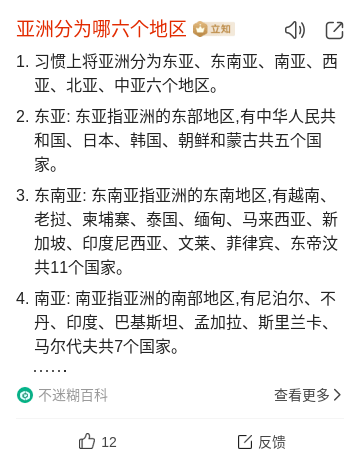 亚洲分为哪六个地区 立知
1. 习惯上将亚洲分为东亚、东南亚、南亚、西
亚、北亚、中亚六个地区。
2. 东亚: 东亚指亚洲的东部地区,有中华人民共
和国、日本、韩国、朝鲜和蒙古共五个国
家。
3. 东南亚: 东南亚指亚洲的东南地区,有越南、
老挝、柬埔寨、泰国、缅甸、马来西亚、新
加坡、印度尼西亚、文莱、菲律宾、东帝汶
共11个国家。
4. 南亚: 南亚指亚洲的南部地区,有尼泊尔、不
丹、印度、巴基斯坦、孟加拉、斯里兰卡、
马尔代夫共7个国家。
......
不迷糊百科 查看更多
12 反馈